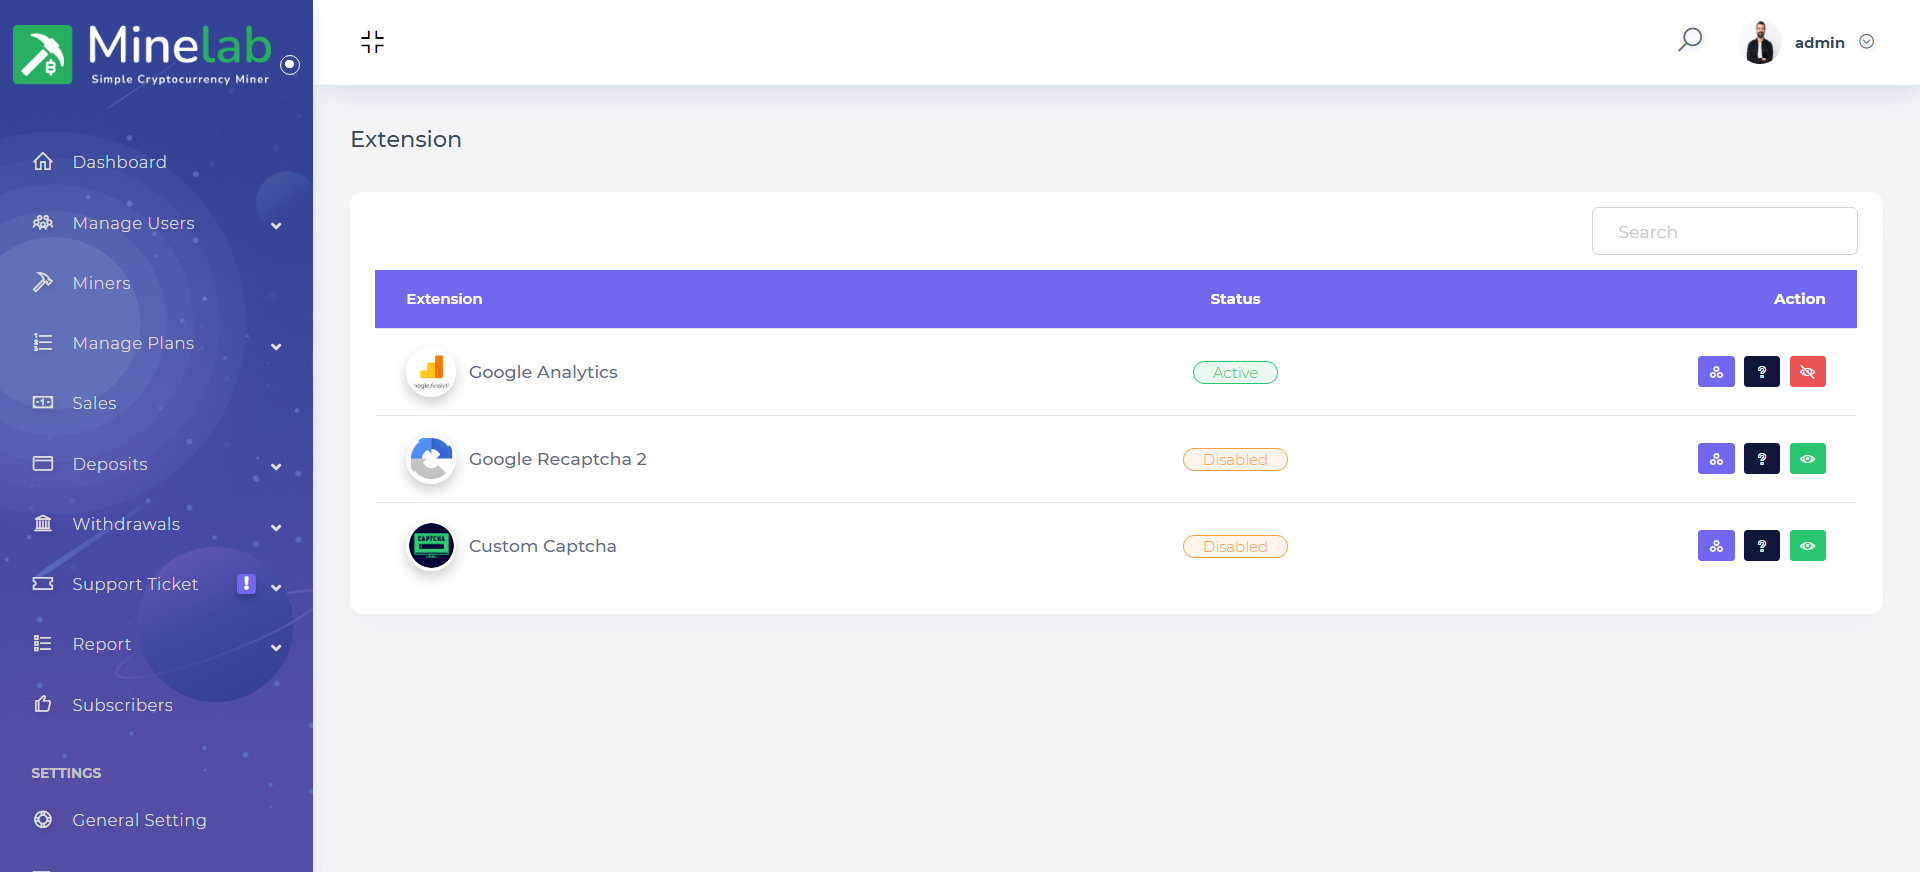 Minelab
Simple Cryptocurrency Miner
admin
Dashboard
Manage Users
Miners
Manage Plans
Sales
Deposits
Withdrawals
Support Ticket
!
Report
Subscribers
SETTINGS
General Setting
Extension
Search
Extension Status Action
Google Analytics Active ?
Google Recaptcha 2 Disabled ?
CAPTCHA
Custom Captcha Disabled ?